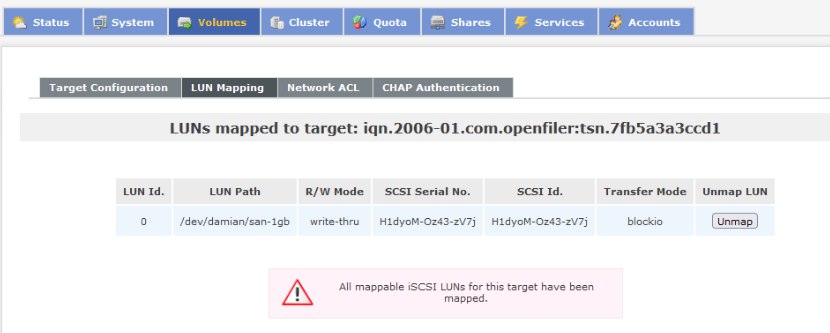 Status System Volumes Cluster Quota Shares Services Accounts
Target Configuration LUN Mapping Network ACL CHAP Authentication
LUNs mapped to target: iqn.2006-01.com.openfiler:tsn.7fb5a3a3ccd1
LUN Id. LUN Path R/W Mode SCSI Serial No. SCSI Id. Transfer Mode Unmap LUN
0 /dev/damian/san-1gb write-thru H1dyoM-Oz43-zV7j H1dyoM-Oz43-zV7j blockio Unmap
All mappable iSCSI LUNs for this target have been
mapped.